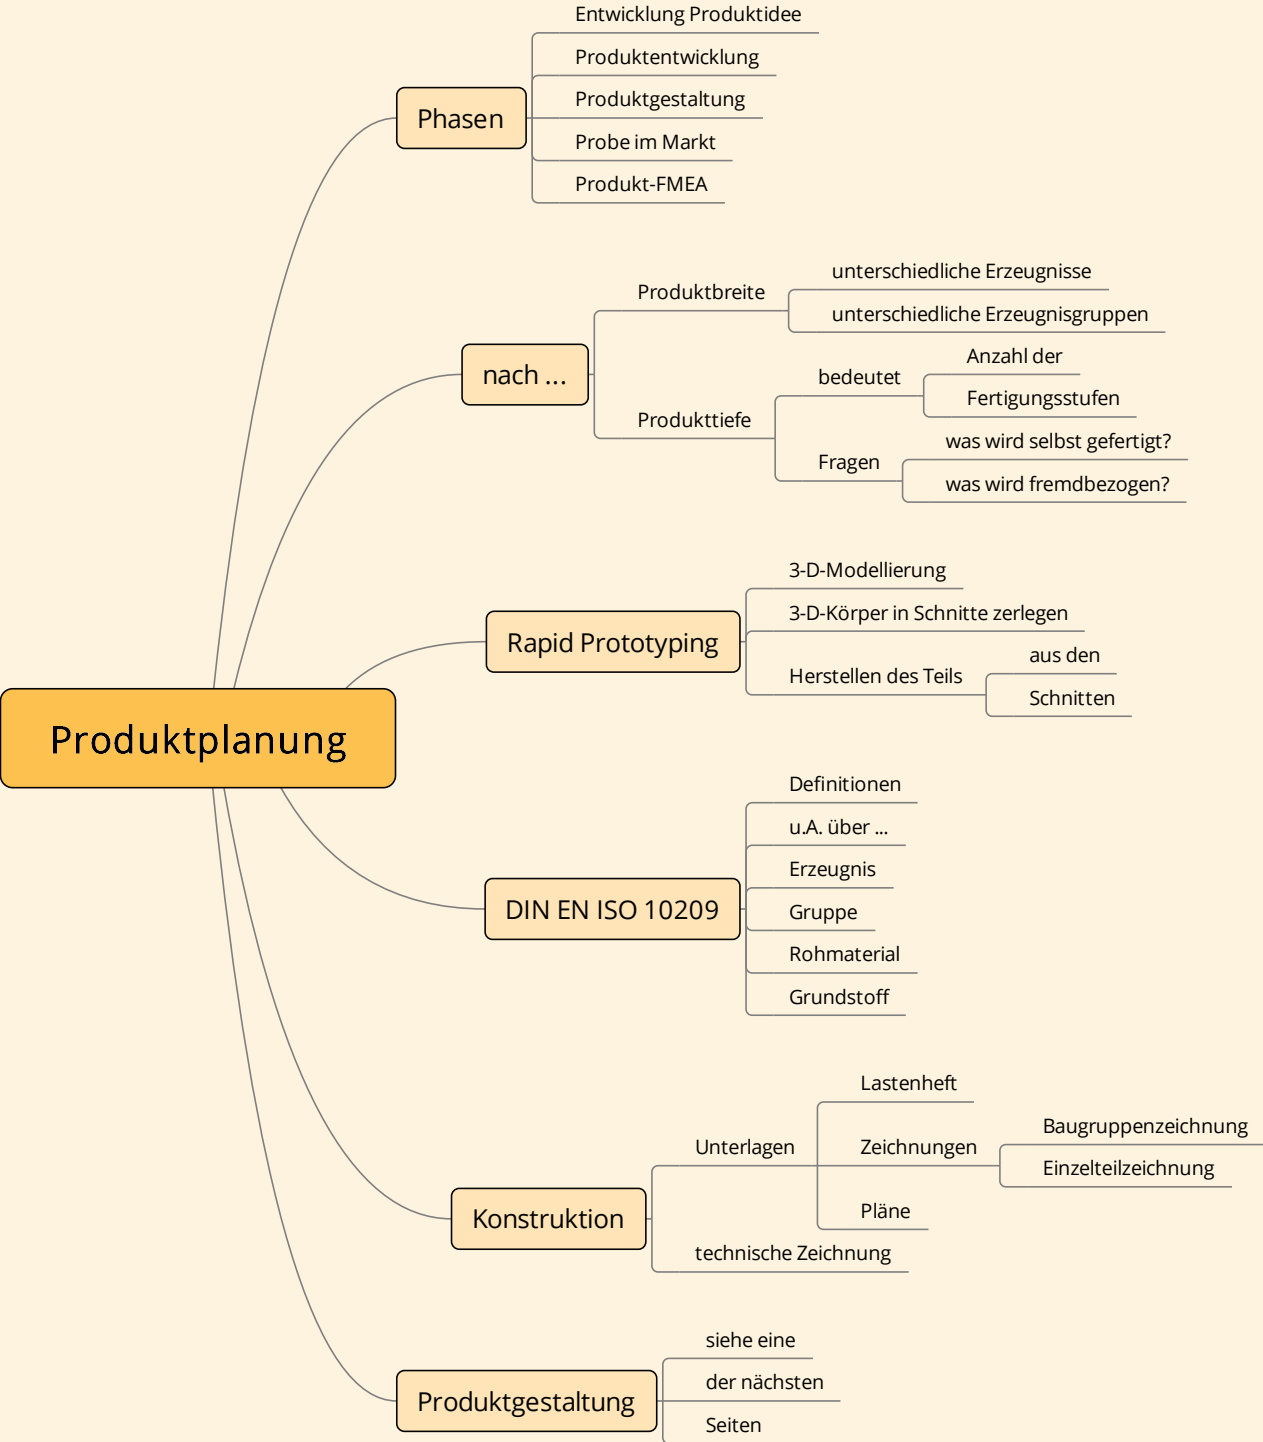 Produktplanung
Phasen
Entwicklung Produktidee
Produktentwicklung
Produktgestaltung
Probe im Markt
Produkt-FMEA
nach ...
Produktbreite
unterschiedliche Erzeugnisse
unterschiedliche Erzeugnisgruppen
Produkttiefe
bedeutet
Anzahl der
Fertigungsstufen
Fragen
was wird selbst gefertigt?
was wird fremdbezogen?
Rapid Prototyping
3-D-Modellierung
3-D-Körper in Schnitte zerlegen
Herstellen des Teils
aus den
Schnitten
DIN EN ISO 10209
Definitionen
u.A. über ...
Erzeugnis
Gruppe
Rohmaterial
Grundstoff
Konstruktion
Unterlagen
Lastenheft
Zeichnungen
Baugruppenzeichnung
Einzelteilzeichnung
Pläne
technische Zeichnung
Produktgestaltung
siehe eine
der nächsten
Seiten